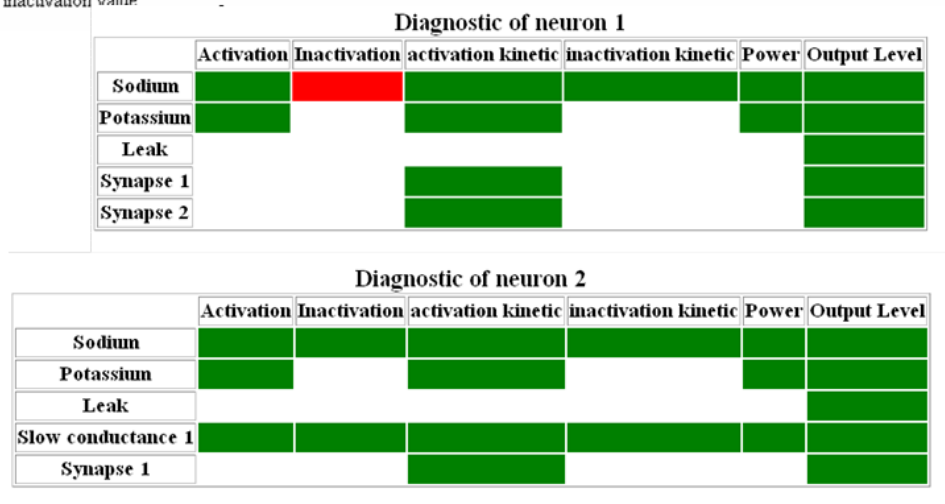 inactivation value
Diagnostic of neuron 1
Activation Inactivation activation kinetic inactivation kinetic Power Output Level
Sodium
Potassium
Leak
Synapse 1
Synapse 2
Diagnostic of neuron 2
Activation Inactivation activation kinetic inactivation kinetic Power Output Level
Sodium
Potassium
Leak
Slow conductance 1
Synapse 1